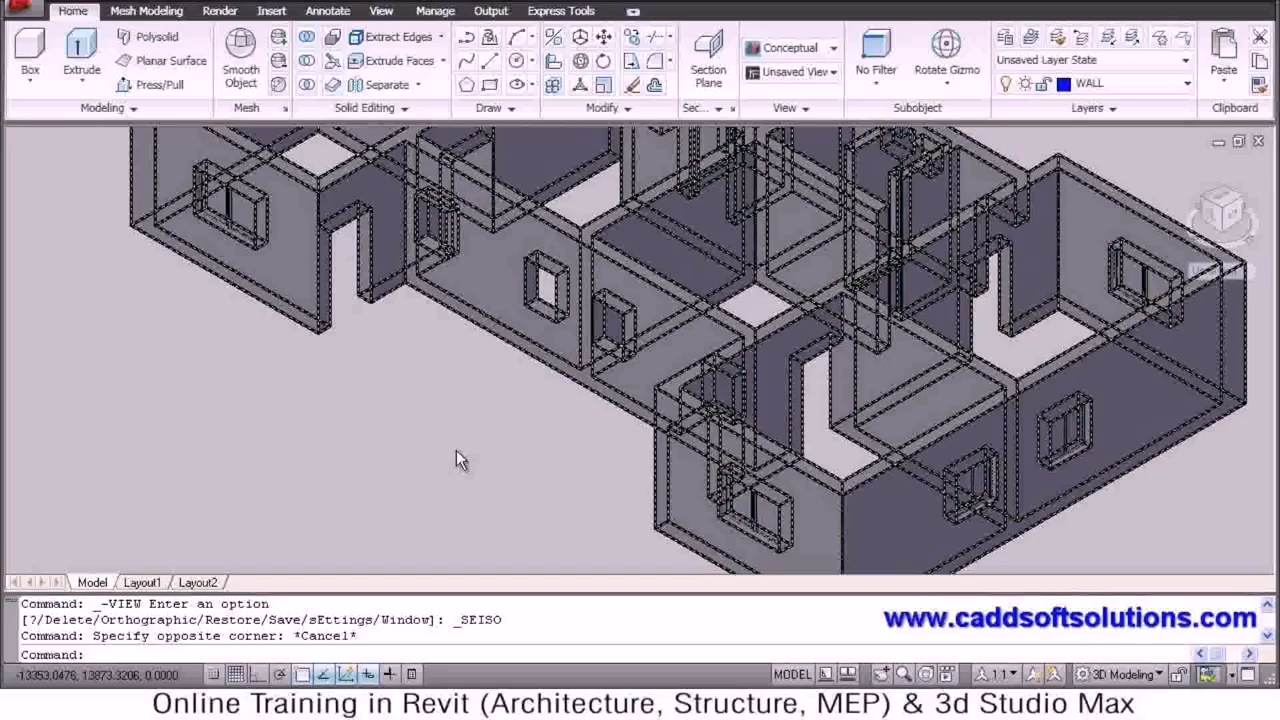 Home Mesh Modeling Render Insert Annotate View Manage Output Express Tools
Polysolid
Extract Edges
Conceptual
Planar Surface
Extrude Faces
Unsaved Layer State
Box
Extrude
Smooth
Object
Section
Plane
Unsaved View
No Filter
Rotate Gizmo
Paste
Press/Pull
Separate
WALL
Modeling
Mesh
Solid Editing
Draw
Modify
Sec...
View
Subobject
Layers
Clipboard
Model Layout1 Layout2
Command: _-VIEW Enter an option
[?/Delete/Orthographic/Restore/Save/sEttings/Window]: _SEISO
Command: Specify opposite corner: *Cancel*
Command:
www.caddsoftsolutions.com
-13353.0476, 13873.3206, 0.0000
MODEL
1:1
3D Modeling
Online Training in Revit (Architecture, Structure, MEP) & 3d Studio Max